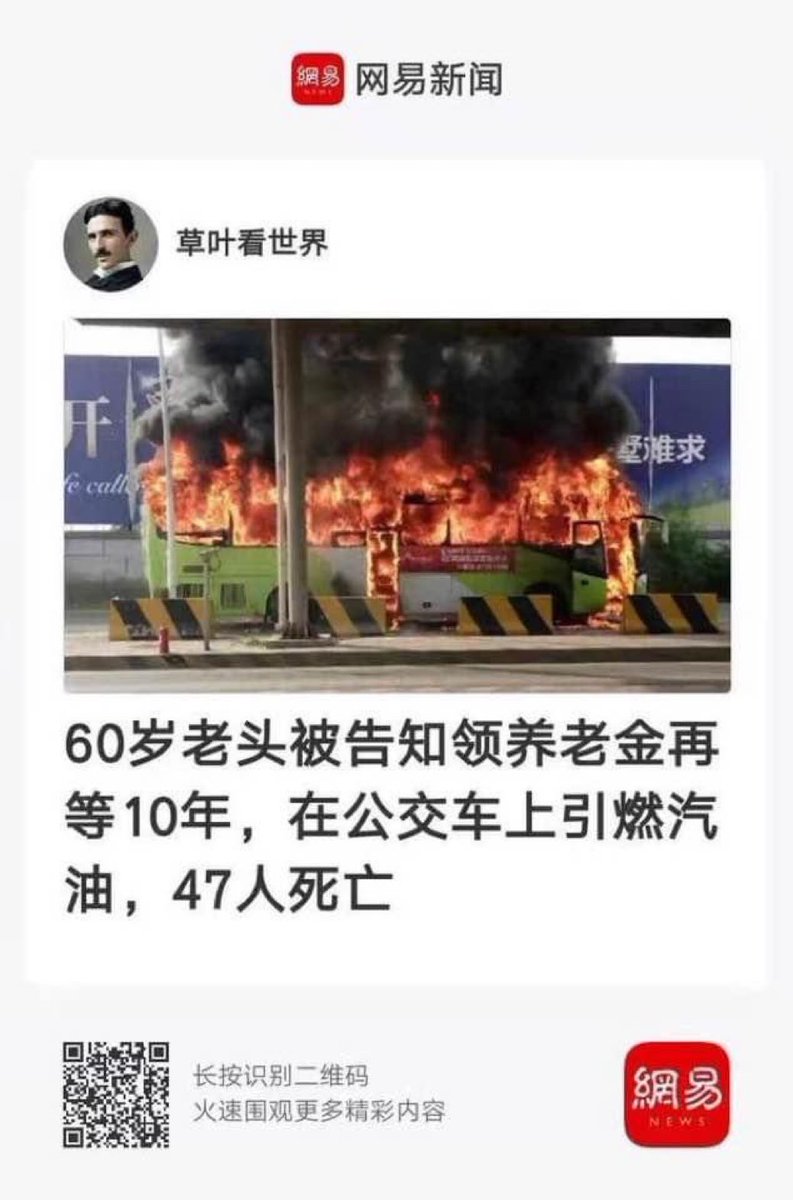 網易
NEWS
网易新闻
草叶看世界
开
fe call
墅难求
60岁老头被告知领养老金再
等10年，在公交车上引燃汽
油，47人死亡
长按识别二维码
火速围观更多精彩内容
網易
NEWS